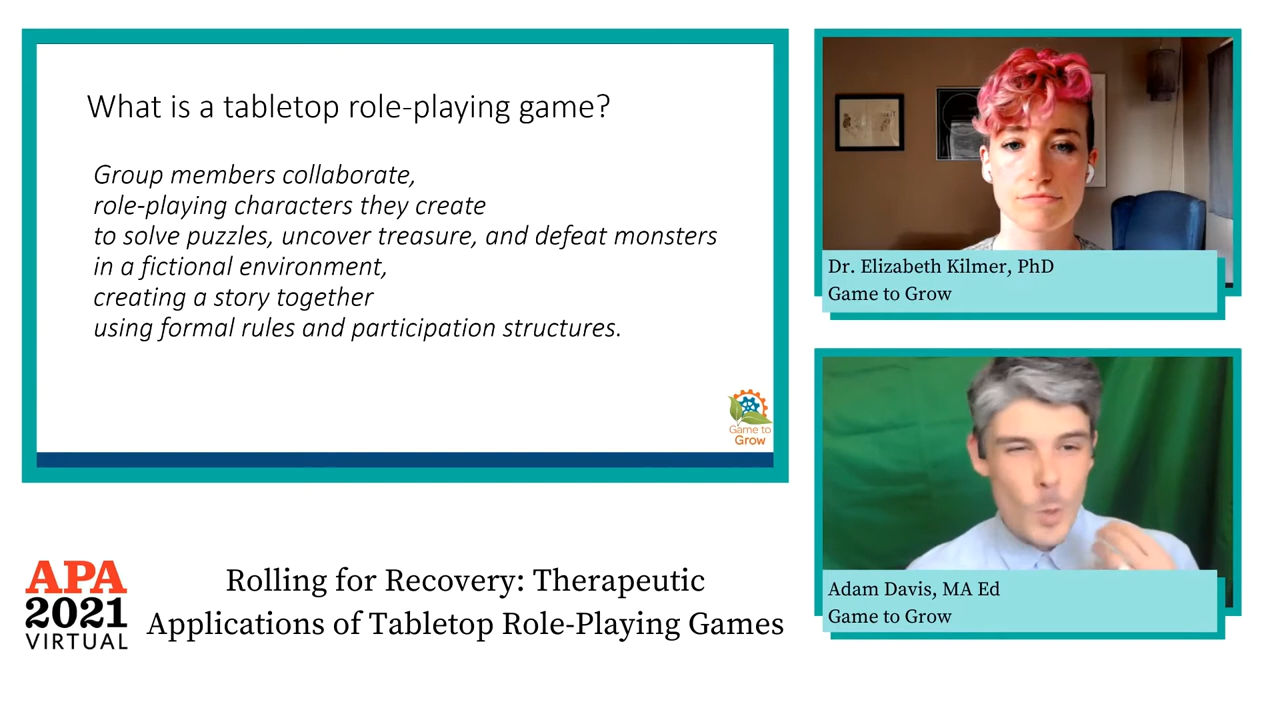 What is a tabletop role-playing game?
Group members collaborate,
role-playing characters they create
to solve puzzles, uncover treasure, and defeat monsters
in a fictional environment,
creating a story together
using formal rules and participation structures.
Game to
Grow
Dr. Elizabeth Kilmer, PhD
Game to Grow
Adam Davis, MA Ed
Game to Grow
APA
2021
VIRTUAL
Rolling for Recovery: Therapeutic
Applications of Tabletop Role-Playing Games